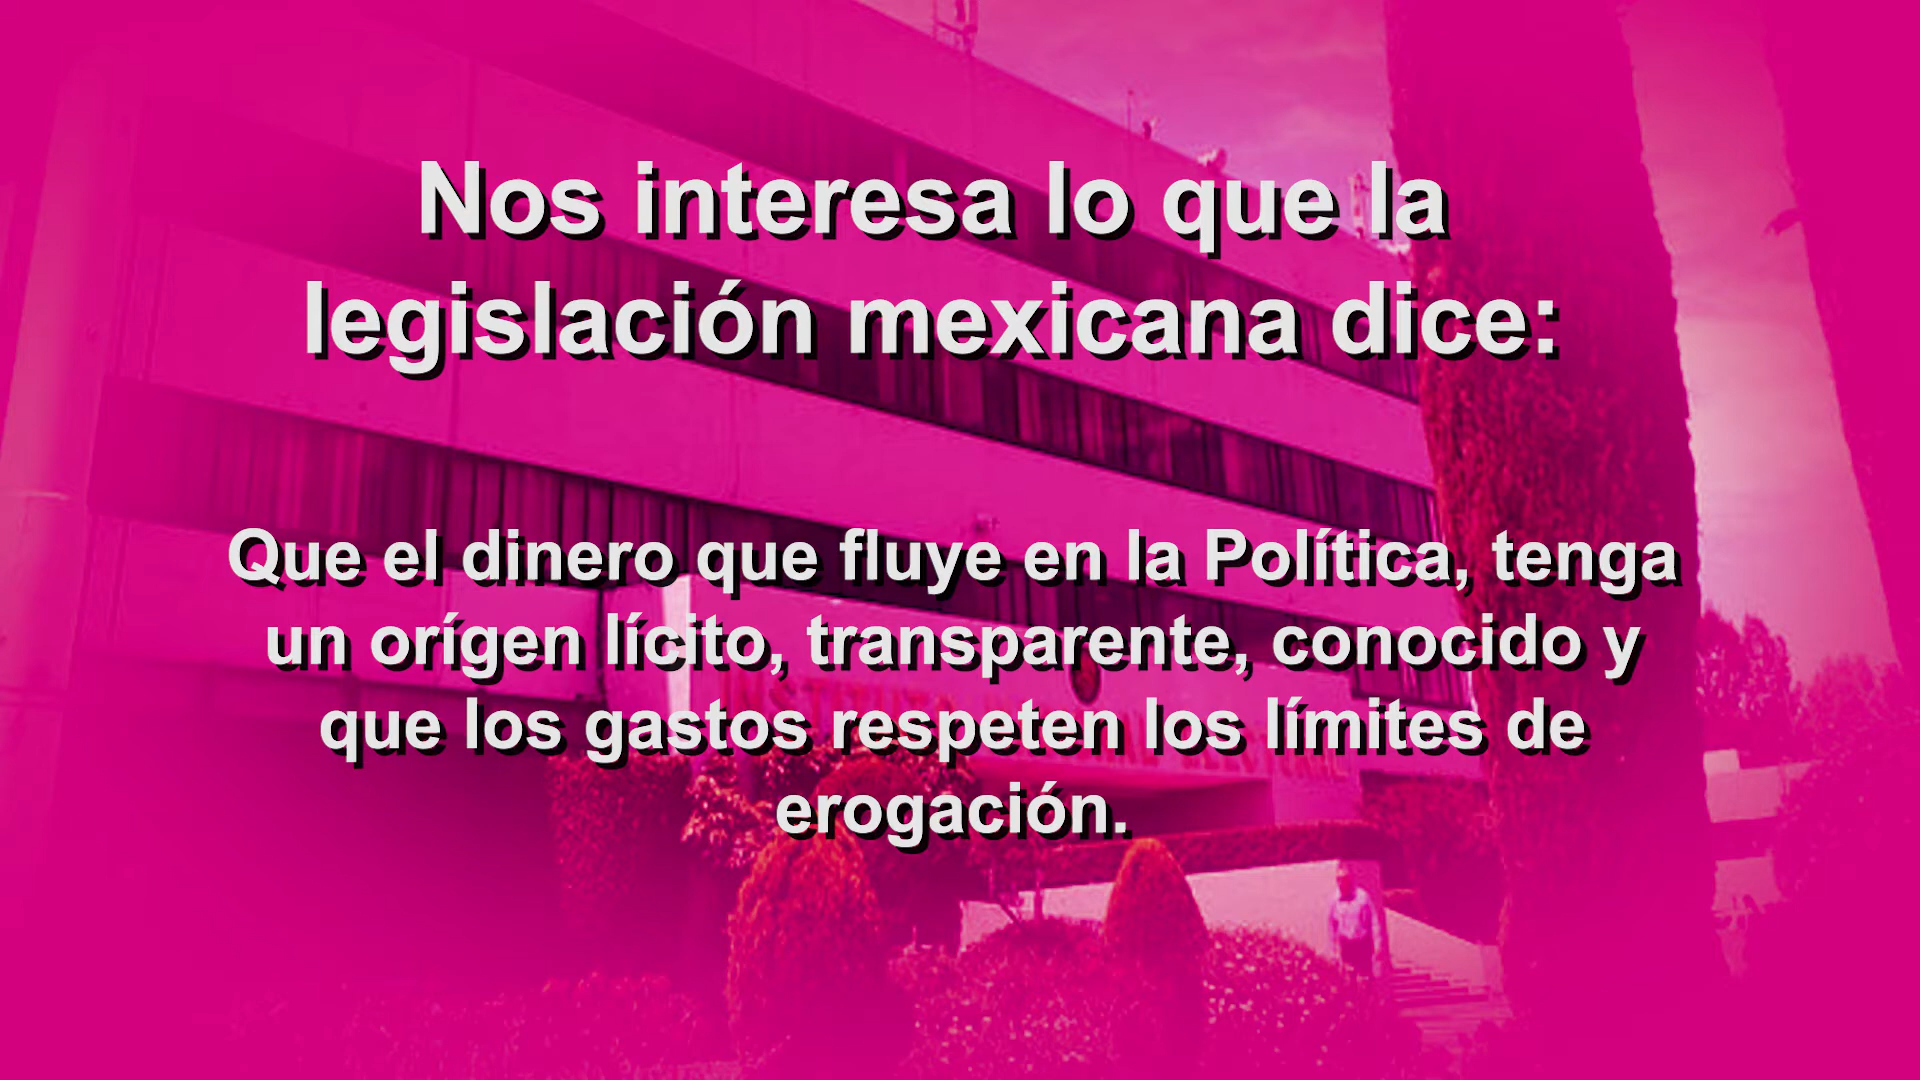 Nos interesa lo que la
legislación mexicana dice:
Que el dinero que fluye en la Política, tenga
un orígen lícito, transparente, conocido y
que los gastos respeten los límites de
erogación.